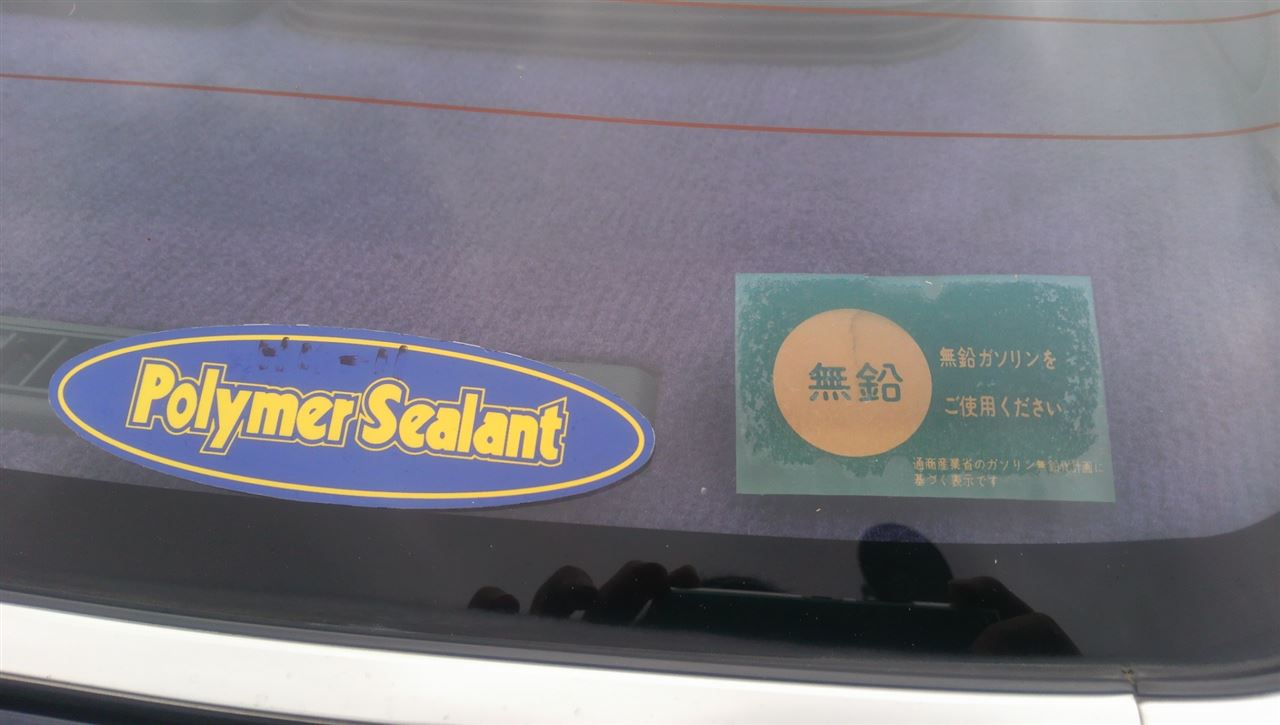 Polymer Sealant
無鉛
無鉛ガソリンを
ご使用ください
通商産業省のガソリン無鉛化計画に
基づく表示です